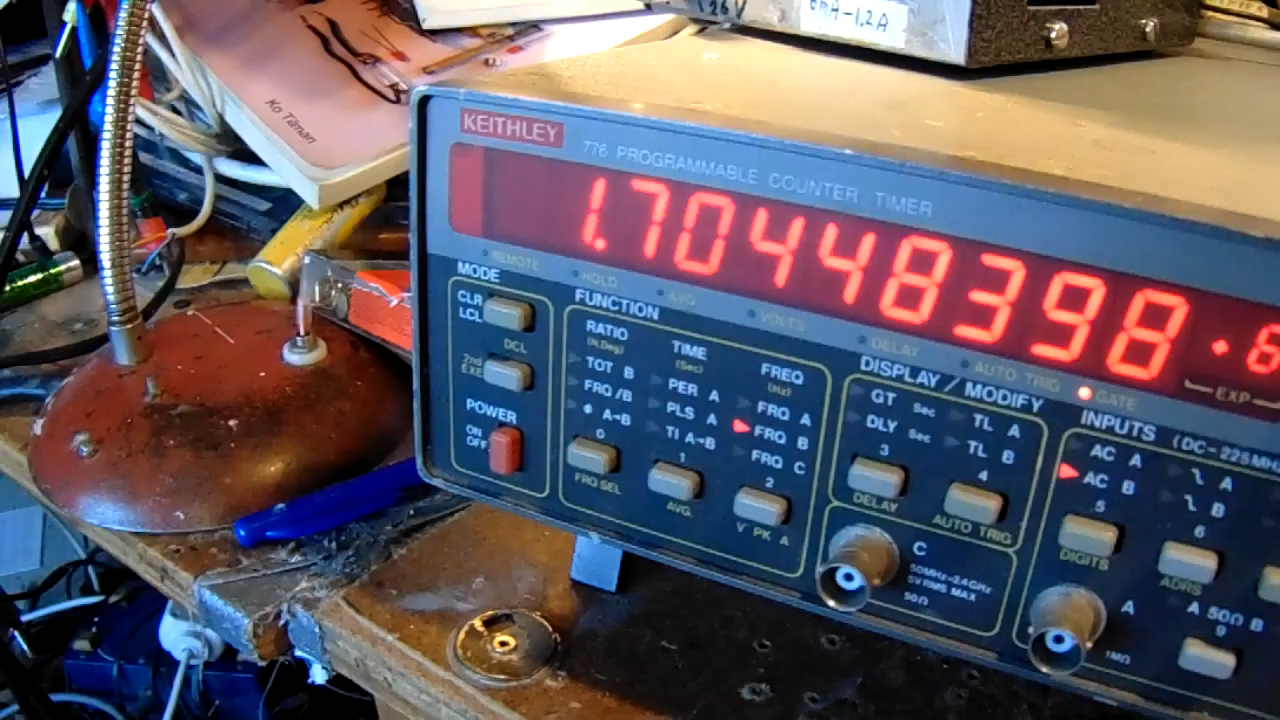 126V
8mA-1,2A
Ko Tämän
KEITHLEY
776 PROGRAMMABLE COUNTER TIMER
1.70448398 +6
REMOTE HOLD AVG VOLTS DELAY AUTO TRIG GATE EXP
MODE
CLR
LCL
DCL
2nd
EXE
POWER
ON
OFF
FUNCTION
RATIO
(N,Deg)
TOT B
FRQ/B
Φ A→B
0
FRQ SEL
TIME
(Sec)
PER A
PLS A
TI A→B
1
AVG.
FREQ
(Hz)
FRQ A
FRQ B
FRQ C
2
V PK A
DISPLAY / MODIFY
GT Sec
DLY Sec
3
DELAY
TL A
TL B
4
AUTO TRIG
C
50MHz-2.4GHz
5V RMS MAX
50Ω
INPUTS (DC-225MH
AC A
AC B
5
DIGITS
A
B
6
ADRS
A
1MΩ
A 50Ω B
9